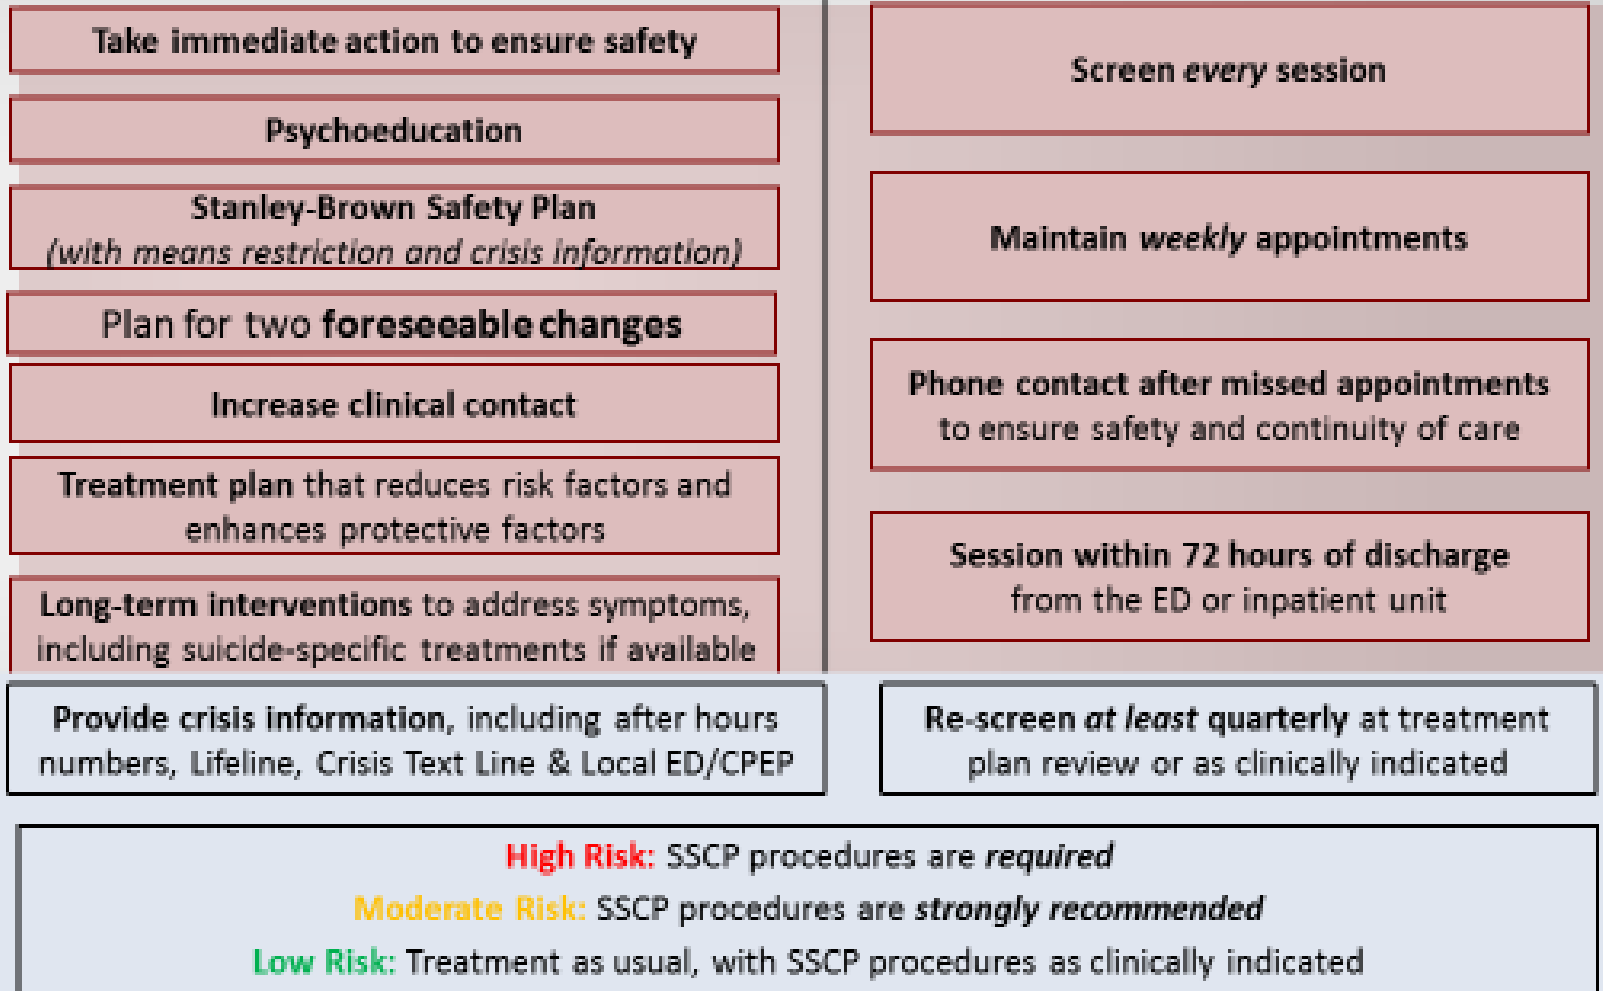 Take immediate action to ensure safety
Psychoeducation
Stanley-Brown Safety Plan
(with means restriction and crisis information)
Plan for two foreseeable changes
Increase clinical contact
Treatment plan that reduces risk factors and
enhances protective factors
Long-term interventions to address symptoms,
including suicide-specific treatments if available
Screen every session
Maintain weekly appointments
Phone contact after missed appointments
to ensure safety and continuity of care
Session within 72 hours of discharge
from the ED or inpatient unit
Provide crisis information, including after hours
numbers, Lifeline, Crisis Text Line & Local ED/CPEP
Re-screen at least quarterly at treatment
plan review or as clinically indicated
High Risk: SSCP procedures are required
Moderate Risk: SSCP procedures are strongly recommended
Low Risk: Treatment as usual, with SSCP procedures as clinically indicated